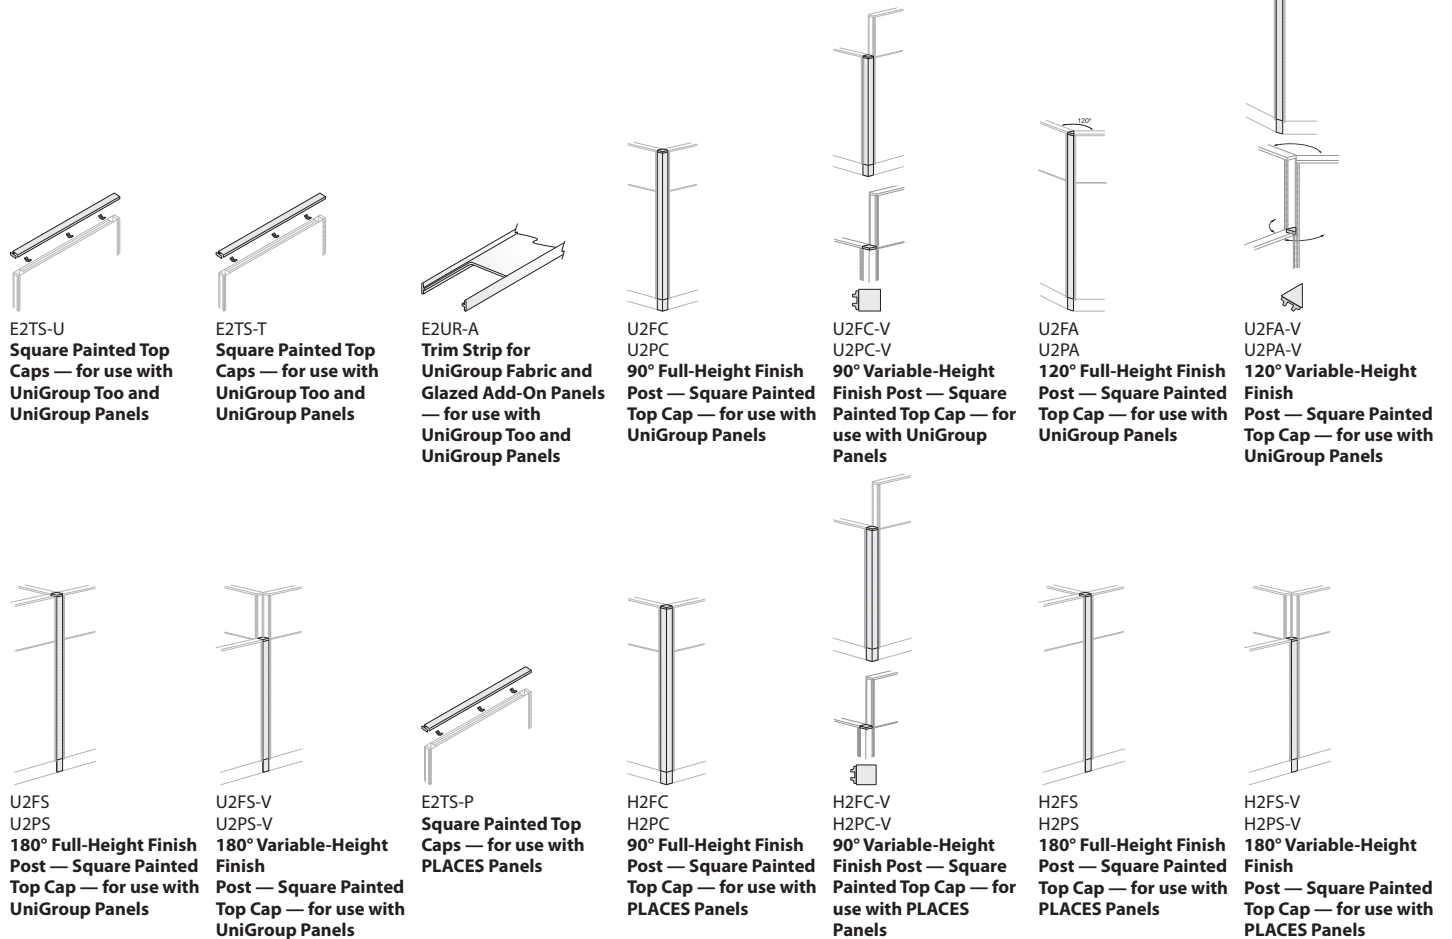 120°
E2TS-U
Square Painted Top
Caps — for use with
UniGroup Too and
UniGroup Panels
E2TS-T
Square Painted Top
Caps — for use with
UniGroup Too and
UniGroup Panels
E2UR-A
Trim Strip for
UniGroup Fabric and
Glazed Add-On Panels
— for use with
UniGroup Too and
UniGroup Panels
U2FC
U2PC
90° Full-Height Finish
Post — Square Painted
Top Cap — for use with
UniGroup Panels
U2FC-V
U2PC-V
90° Variable-Height
Finish Post — Square
Painted Top Cap — for
use with UniGroup
Panels
U2FA
U2PA
120° Full-Height Finish
Post — Square Painted
Top Cap — for use with
UniGroup Panels
U2FA-V
U2PA-V
120° Variable-Height
Finish
Post — Square Painted
Top Cap — for use with
UniGroup Panels
U2FS
U2PS
180° Full-Height Finish
Post — Square Painted
Top Cap — for use with
UniGroup Panels
U2FS-V
U2PS-V
180° Variable-Height
Finish
Post — Square Painted
Top Cap — for use with
UniGroup Panels
E2TS-P
Square Painted Top
Caps — for use with
PLACES Panels
H2FC
H2PC
90° Full-Height Finish
Post — Square Painted
Top Cap — for use with
PLACES Panels
H2FC-V
H2PC-V
90° Variable-Height
Finish Post — Square
Painted Top Cap — for
use with PLACES
Panels
H2FS
H2PS
180° Full-Height Finish
Post — Square Painted
Top Cap — for use with
PLACES Panels
H2FS-V
H2PS-V
180° Variable-Height
Finish
Post — Square Painted
Top Cap — for use with
PLACES Panels